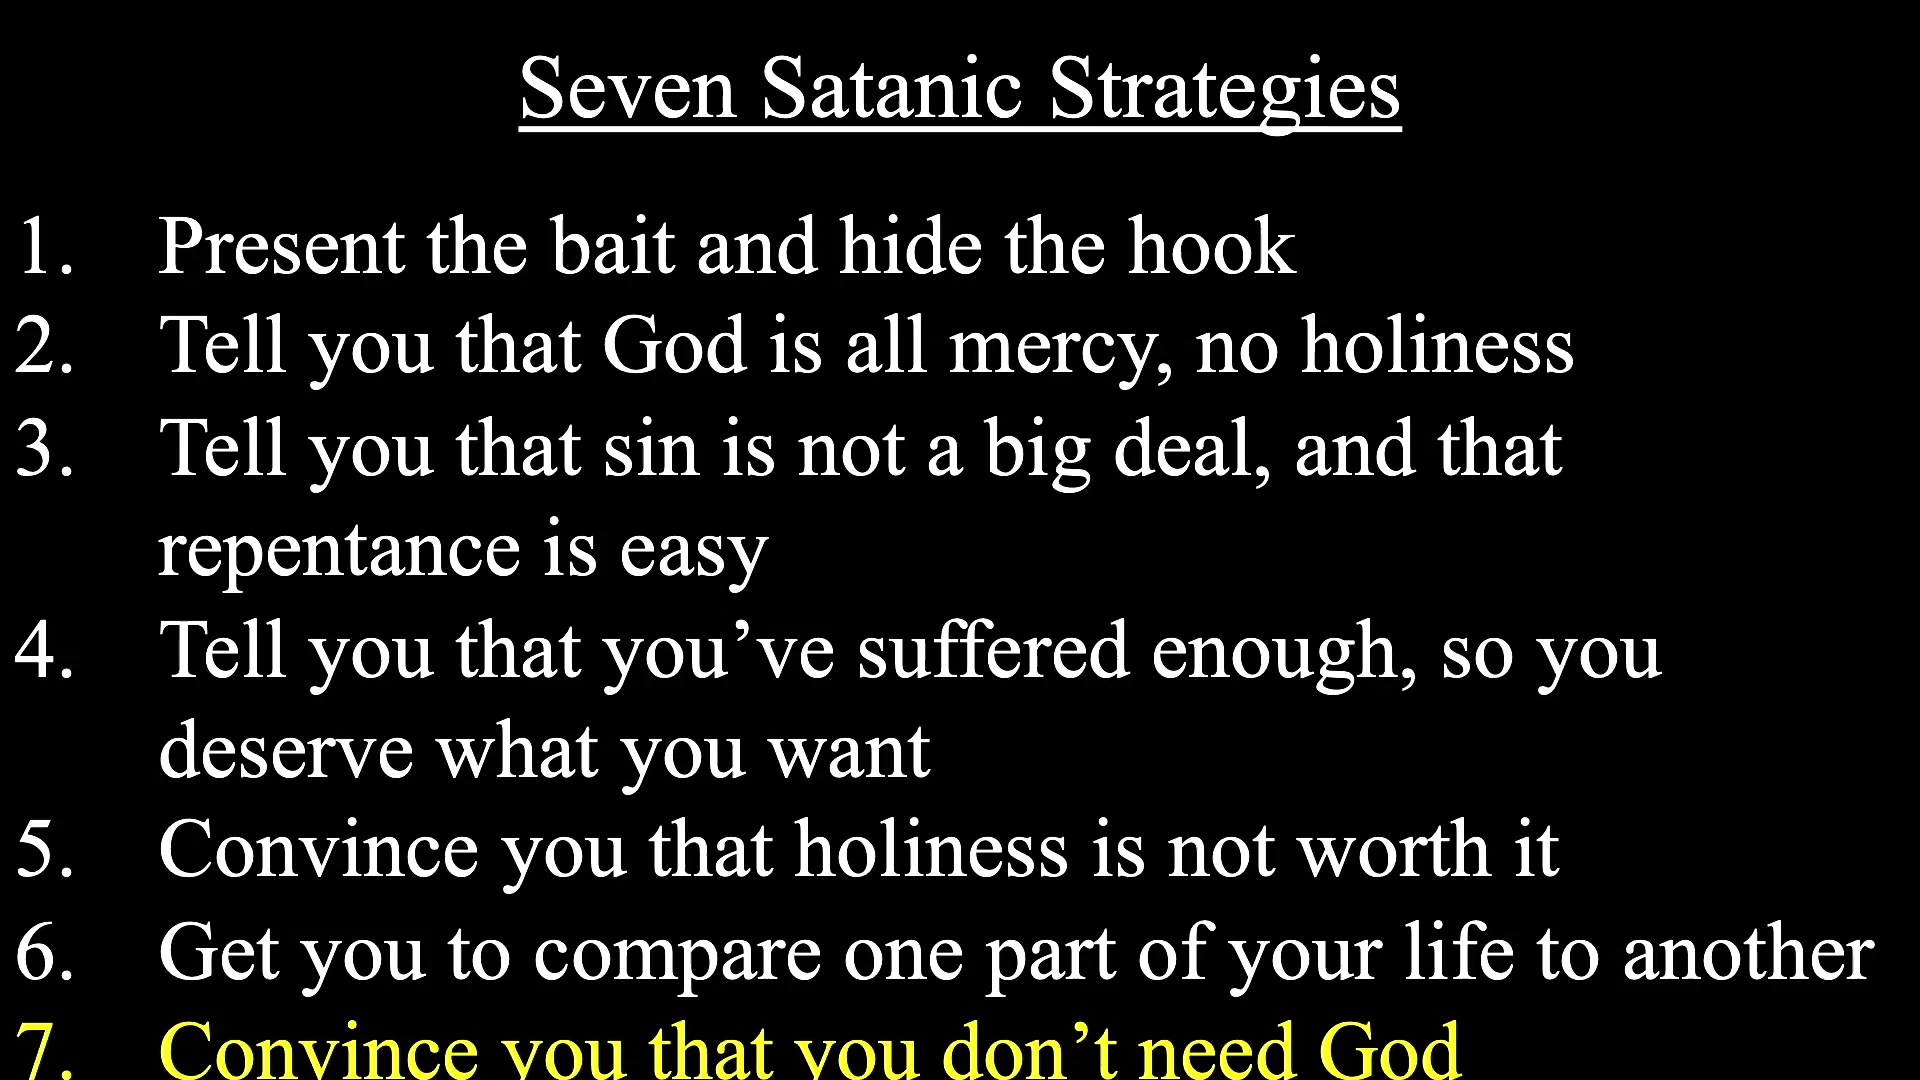 Seven Satanic Strategies
1. Present the bait and hide the hook
2. Tell you that God is all mercy, no holiness
3. Tell you that sin is not a big deal, and that
repentance is easy
4. Tell you that you’ve suffered enough, so you
deserve what you want
5. Convince you that holiness is not worth it
6. Get you to compare one part of your life to another
7. Convince you that you don’t need God